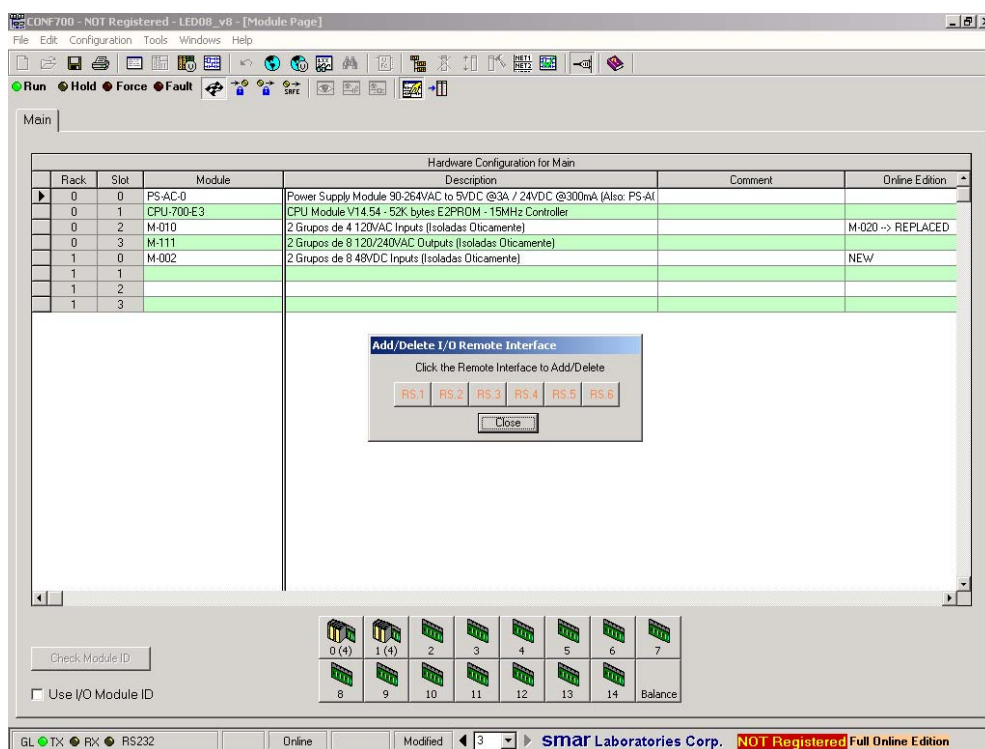 CONF700 - NOT Registered - LED08_v8 - [Module Page]
File Edit Configuration Tools Windows Help
Run Hold Force Fault SAFE
Main
Hardware Configuration for Main
Rack Slot Module Description Comment Online Edition
0 0 PS-AC-0 Power Supply Module 90-264VAC to 5VDC @3A / 24VDC @300mA (Also: PS-A(
0 1 CPU-700-E3 CPU Module V14.54 - 52K bytes E2PROM - 15MHz Controller
0 2 M-010 2 Grupos de 4 120VAC Inputs (Isoladas Oticamente) M-020 --> REPLACED
0 3 M-111 2 Grupos de 8 120/240VAC Outputs (Isoladas Oticamente)
1 0 M-002 2 Grupos de 8 48VDC Inputs (Isoladas Oticamente) NEW
1 1
1 2
1 3
Add/Delete I/O Remote Interface
Click the Remote Interface to Add/Delete
RS.1 RS.2 RS.3 RS.4 RS.5 RS.6
Close
0 (4) 1 (4) 2 3 4 5 6 7
Check Module ID
8 9 10 11 12 13 14 Balance
Use I/O Module ID
GL TX RX RS232 Online Modified 3 smar Laboratories Corp. NOT Registered Full Online Edition